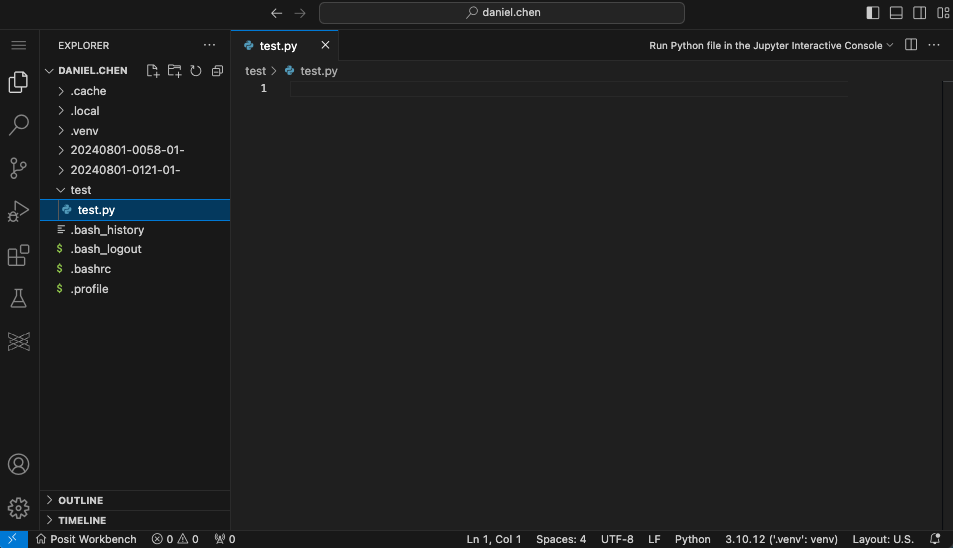 daniel.chen
EXPLORER
test.py
Run Python file in the Jupyter Interactive Console
DANIEL.CHEN
test > test.py
1
.cache
.local
.venv
20240801-0058-01-
20240801-0121-01-
test
test.py
.bash_history
$ .bash_logout
$ .bashrc
$ .profile
OUTLINE
TIMELINE
Posit Workbench 0 0 0 Ln 1, Col 1 Spaces: 4 UTF-8 LF Python 3.10.12 ('.venv': venv) Layout: U.S.